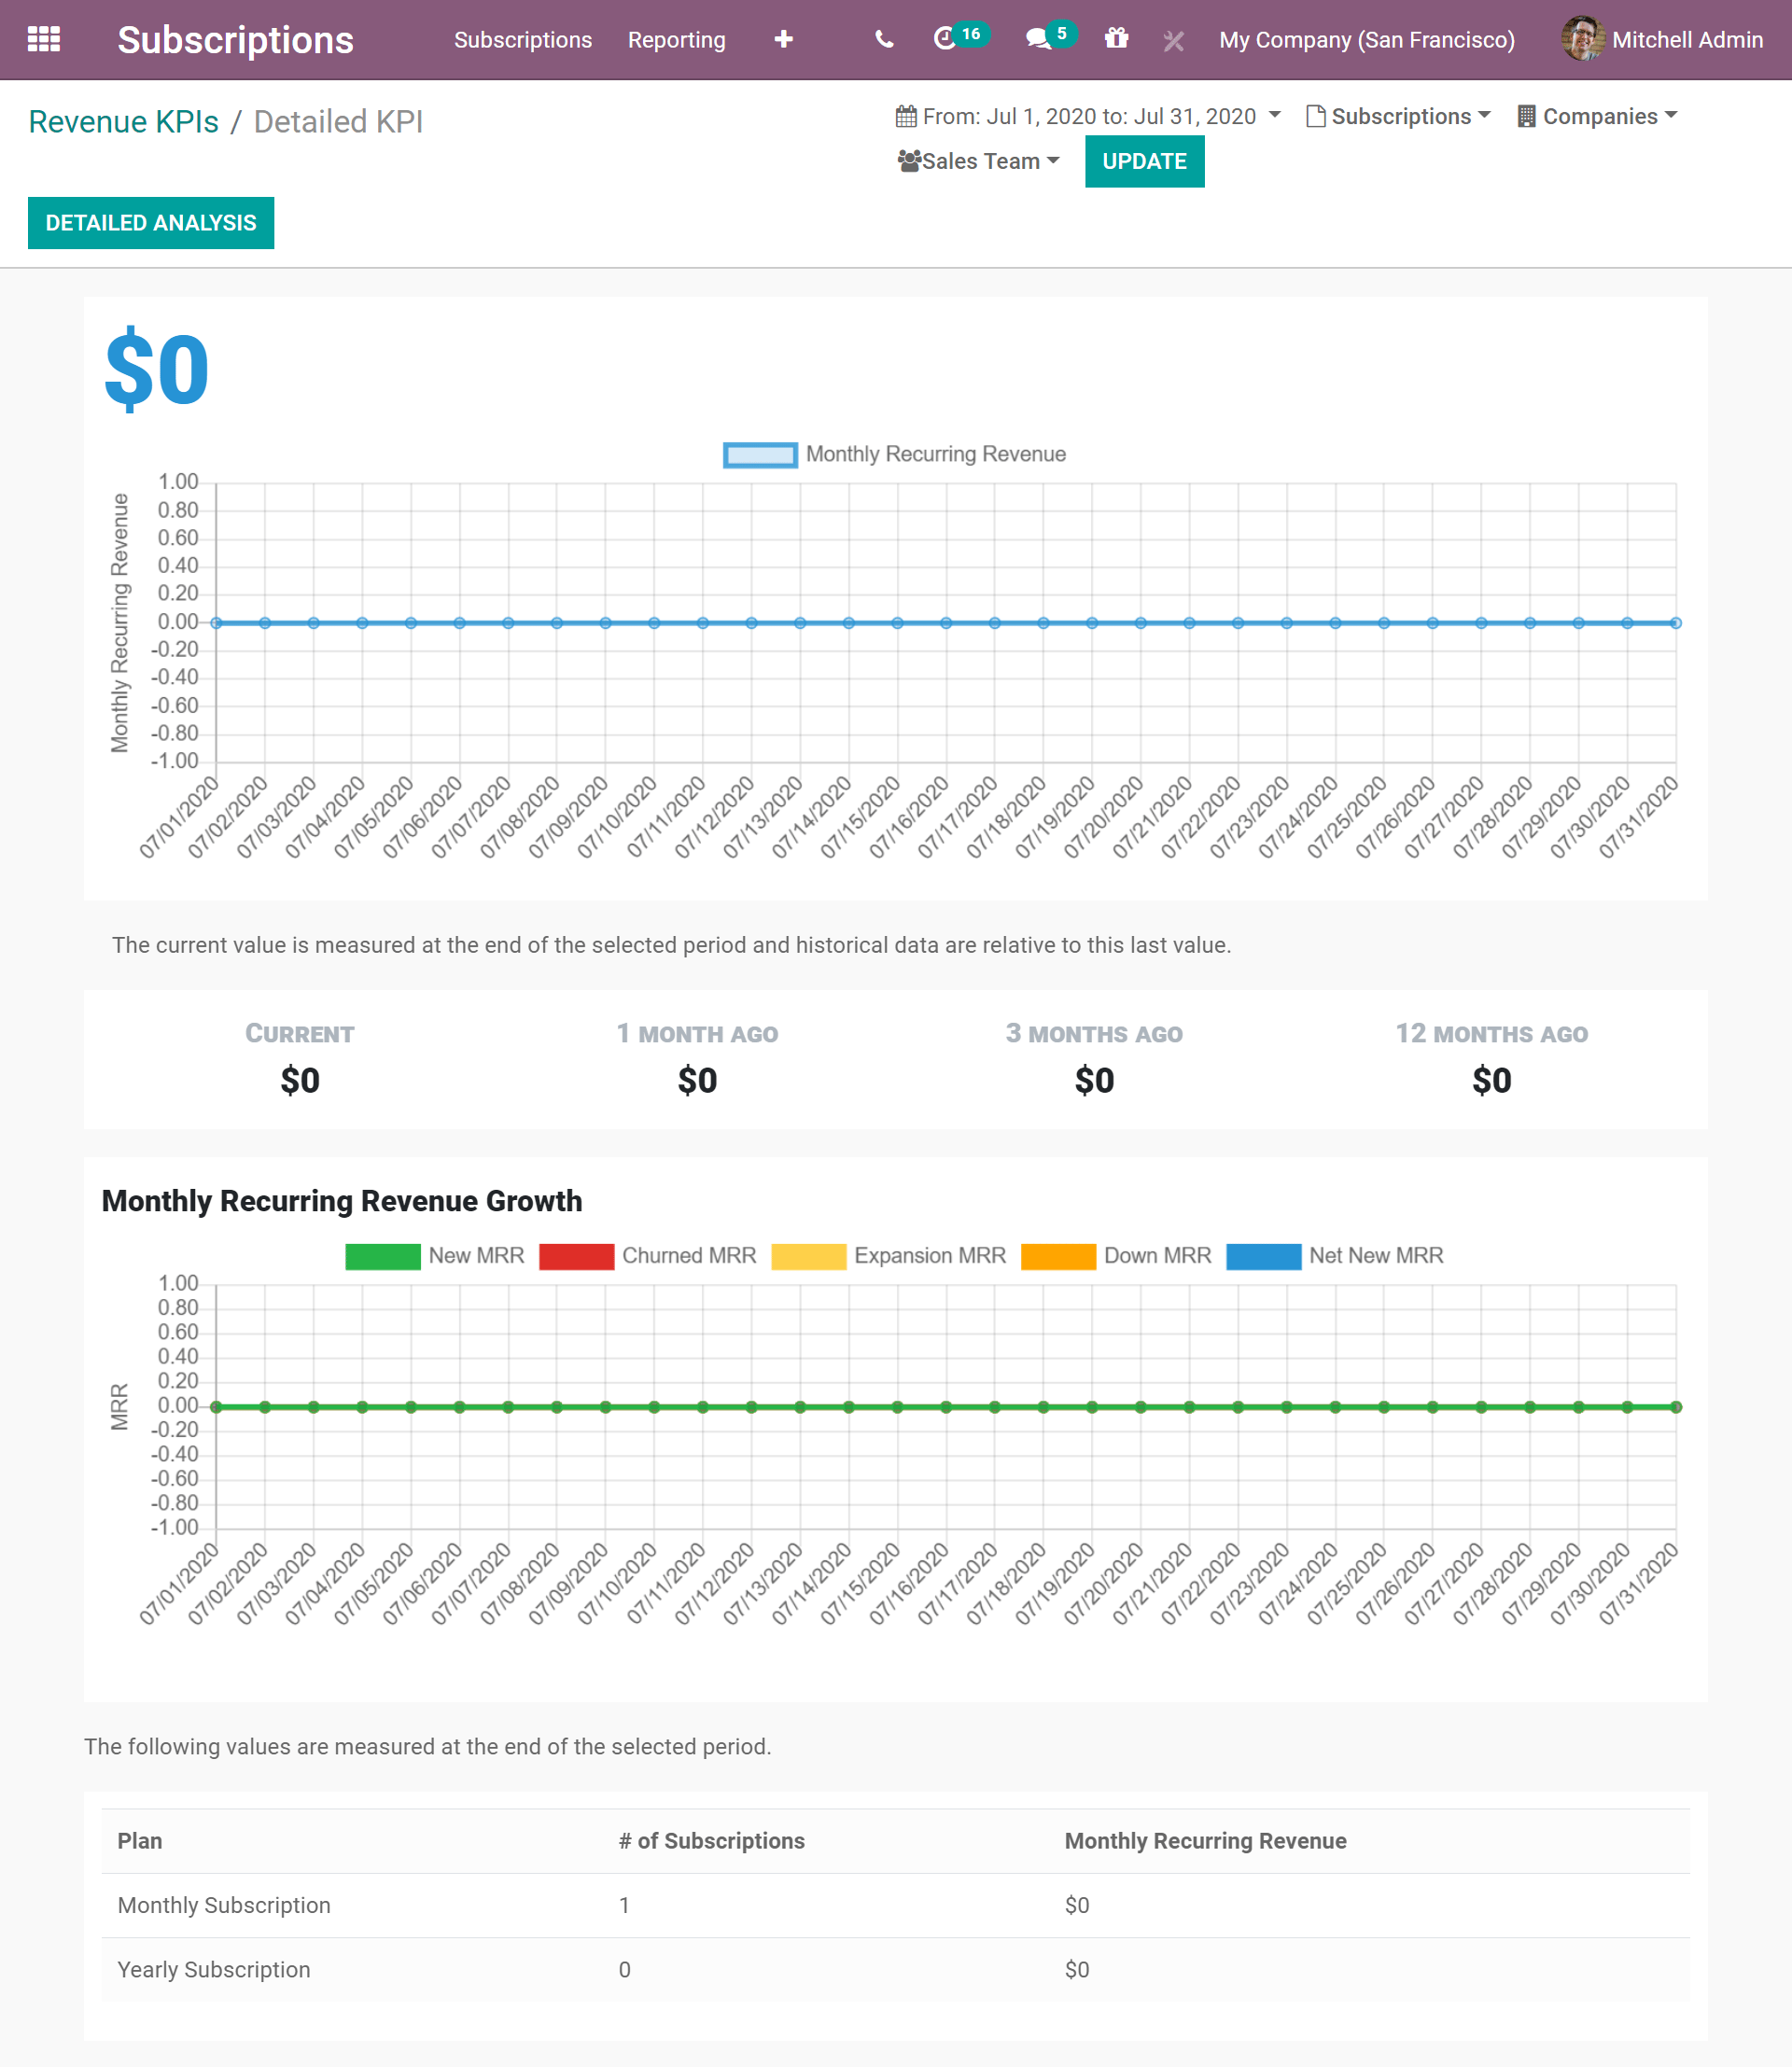 Subscriptions Subscriptions Reporting 16 5 My Company (San Francisco) Mitchell Admin
Revenue KPIs / Detailed KPI
From: Jul 1, 2020 to: Jul 31, 2020 Subscriptions Companies
Sales Team UPDATE
DETAILED ANALYSIS
$0
Monthly Recurring Revenue
Monthly Recurring Revenue
1.00
0.80
0.60
0.40
0.20
0.00
-0.20
-0.40
-0.60
-0.80
-1.00
07/01/2020 07/02/2020 07/03/2020 07/04/2020 07/05/2020 07/06/2020 07/07/2020 07/08/2020 07/09/2020 07/10/2020 07/11/2020 07/12/2020 07/13/2020 07/14/2020 07/15/2020 07/16/2020 07/17/2020 07/18/2020 07/19/2020 07/20/2020 07/21/2020 07/22/2020 07/23/2020 07/24/2020 07/25/2020 07/26/2020 07/27/2020 07/28/2020 07/29/2020 07/30/2020 07/31/2020
The current value is measured at the end of the selected period and historical data are relative to this last value.
CURRENT 1 MONTH AGO 3 MONTHS AGO 12 MONTHS AGO
$0 $0 $0 $0
Monthly Recurring Revenue Growth
New MRR Churned MRR Expansion MRR Down MRR Net New MRR
MRR
1.00
0.80
0.60
0.40
0.20
0.00
-0.20
-0.40
-0.60
-0.80
-1.00
07/01/2020 07/02/2020 07/03/2020 07/04/2020 07/05/2020 07/06/2020 07/07/2020 07/08/2020 07/09/2020 07/10/2020 07/11/2020 07/12/2020 07/13/2020 07/14/2020 07/15/2020 07/16/2020 07/17/2020 07/18/2020 07/19/2020 07/20/2020 07/21/2020 07/22/2020 07/23/2020 07/24/2020 07/25/2020 07/26/2020 07/27/2020 07/28/2020 07/29/2020 07/30/2020 07/31/2020
The following values are measured at the end of the selected period.
Plan # of Subscriptions Monthly Recurring Revenue
Monthly Subscription 1 $0
Yearly Subscription 0 $0